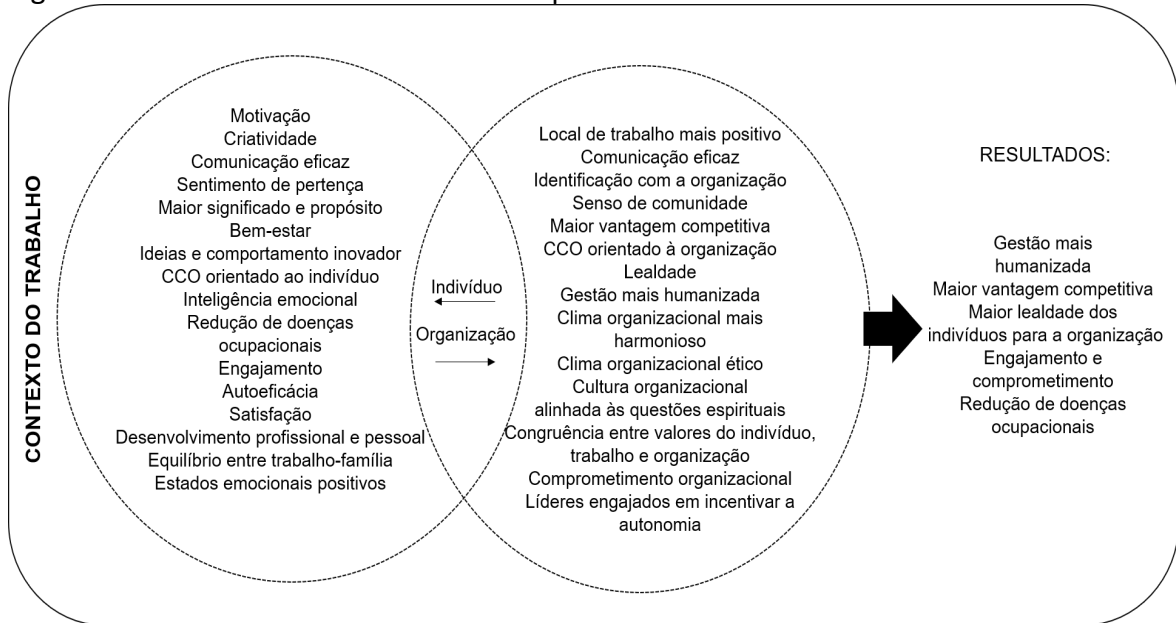 CONTEXTO DO TRABALHO
Motivação
Criatividade
Comunicação eficaz
Sentimento de pertença
Maior significado e propósito
Bem-estar
Ideias e comportamento inovador
CCO orientado ao indivíduo
Inteligência emocional
Redução de doenças
ocupacionais
Engajamento
Autoeficácia
Satisfação
Desenvolvimento profissional e pessoal
Equilíbrio entre trabalho-família
Estados emocionais positivos
Indivíduo
Organização
Local de trabalho mais positivo
Comunicação eficaz
Identificação com a organização
Senso de comunidade
Maior vantagem competitiva
CCO orientado à organização
Lealdade
Gestão mais humanizada
Clima organizacional mais
harmonioso
Clima organizacional ético
Cultura organizacional
alinhada às questões espirituais
Congruência entre valores do indivíduo,
trabalho e organização
Comprometimento organizacional
Líderes engajados em incentivar a
autonomia
RESULTADOS:
Gestão mais
humanizada
Maior vantagem competitiva
Maior lealdade dos
indivíduos para a organização
Engajamento e
comprometimento
Redução de doenças
ocupacionais